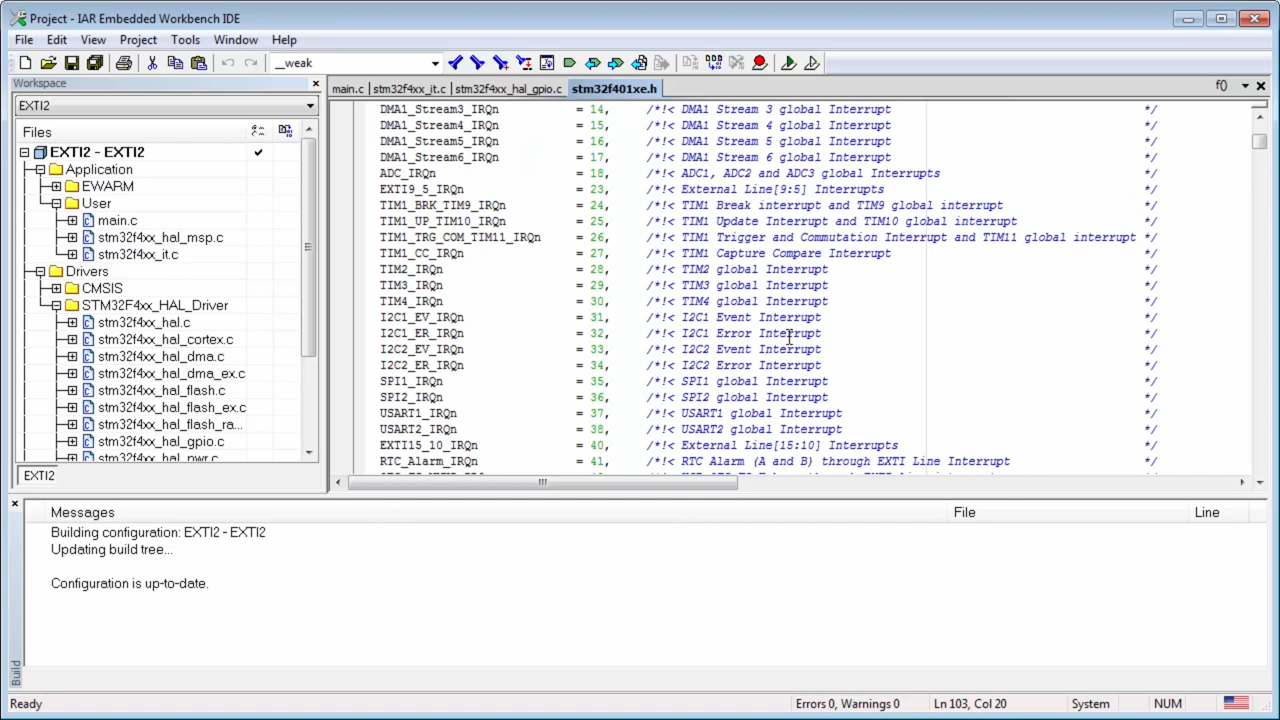 Project - IAR Embedded Workbench IDE
File Edit View Project Tools Window Help
__weak
Workspace
EXTI2
Files
EXTI2 - EXTI2
Application
EWARM
User
main.c
stm32f4xx_hal_msp.c
stm32f4xx_it.c
Drivers
CMSIS
STM32F4xx_HAL_Driver
stm32f4xx_hal.c
stm32f4xx_hal_cortex.c
stm32f4xx_hal_dma.c
stm32f4xx_hal_dma_ex.c
stm32f4xx_hal_flash.c
stm32f4xx_hal_flash_ex.c
stm32f4xx_hal_flash_ra...
stm32f4xx_hal_gpio.c
stm32f4xx_hal_pwr.c
EXTI2
main.c | stm32f4xx_it.c | stm32f4xx_hal_gpio.c stm32f401xe.h f()
DMA1_Stream3_IRQn = 14, /*!< DMA1 Stream 3 global Interrupt */
DMA1_Stream4_IRQn = 15, /*!< DMA1 Stream 4 global Interrupt */
DMA1_Stream5_IRQn = 16, /*!< DMA1 Stream 5 global Interrupt */
DMA1_Stream6_IRQn = 17, /*!< DMA1 Stream 6 global Interrupt */
ADC_IRQn = 18, /*!< ADC1, ADC2 and ADC3 global Interrupts */
EXTI9_5_IRQn = 23, /*!< External Line[9:5] Interrupts */
TIM1_BRK_TIM9_IRQn = 24, /*!< TIM1 Break interrupt and TIM9 global interrupt */
TIM1_UP_TIM10_IRQn = 25, /*!< TIM1 Update Interrupt and TIM10 global interrupt */
TIM1_TRG_COM_TIM11_IRQn = 26, /*!< TIM1 Trigger and Commutation Interrupt and TIM11 global interrupt */
TIM1_CC_IRQn = 27, /*!< TIM1 Capture Compare Interrupt */
TIM2_IRQn = 28, /*!< TIM2 global Interrupt */
TIM3_IRQn = 29, /*!< TIM3 global Interrupt */
TIM4_IRQn = 30, /*!< TIM4 global Interrupt */
I2C1_EV_IRQn = 31, /*!< I2C1 Event Interrupt */
I2C1_ER_IRQn = 32, /*!< I2C1 Error Interrupt */
I2C2_EV_IRQn = 33, /*!< I2C2 Event Interrupt */
I2C2_ER_IRQn = 34, /*!< I2C2 Error Interrupt */
SPI1_IRQn = 35, /*!< SPI1 global Interrupt */
SPI2_IRQn = 36, /*!< SPI2 global Interrupt */
USART1_IRQn = 37, /*!< USART1 global Interrupt */
USART2_IRQn = 38, /*!< USART2 global Interrupt */
EXTI15_10_IRQn = 40, /*!< External Line[15:10] Interrupts */
RTC_Alarm_IRQn = 41, /*!< RTC Alarm (A and B) through EXTI Line Interrupt */
Messages File Line
Building configuration: EXTI2 - EXTI2
Updating build tree...
Configuration is up-to-date.
Build
Ready Errors 0, Warnings 0 Ln 103, Col 20 System NUM